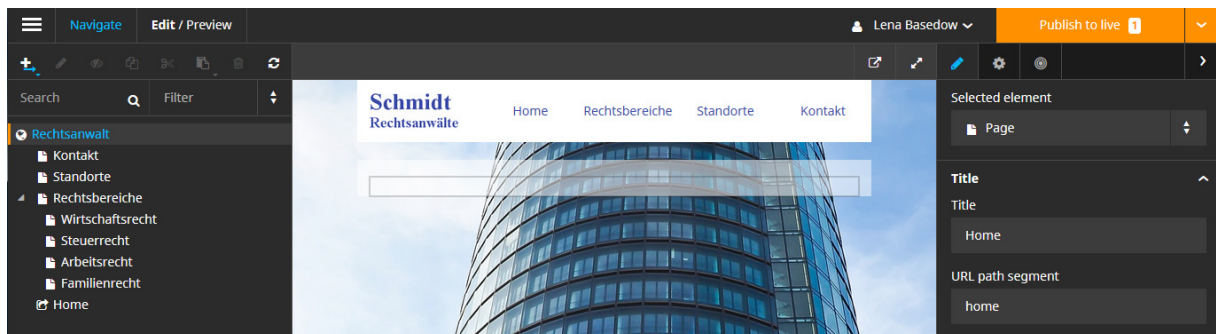 Navigate
Edit / Preview
Lena Basedow
Publish to live 1
Search
Filter
Rechtsanwalt
Kontakt
Standorte
Rechtsbereiche
Wirtschaftsrecht
Steuerrecht
Arbeitsrecht
Familienrecht
Home
Schmidt
Rechtsanwälte
Home
Rechtsbereiche
Standorte
Kontakt
Selected element
Page
Title
Title
Home
URL path segment
home